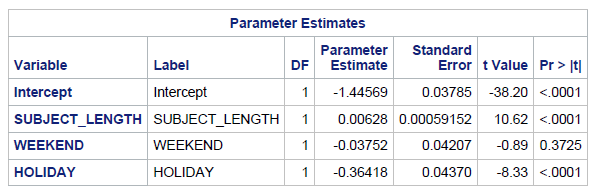 Parameter Estimates
Variable Label DF Parameter Estimate Standard Error t Value Pr > |t|
Intercept Intercept 1 -1.44569 0.03785 -38.20 <.0001
SUBJECT_LENGTH SUBJECT_LENGTH 1 0.00628 0.00059152 10.62 <.0001
WEEKEND WEEKEND 1 -0.03752 0.04207 -0.89 0.3725
HOLIDAY HOLIDAY 1 -0.36418 0.04370 -8.33 <.0001